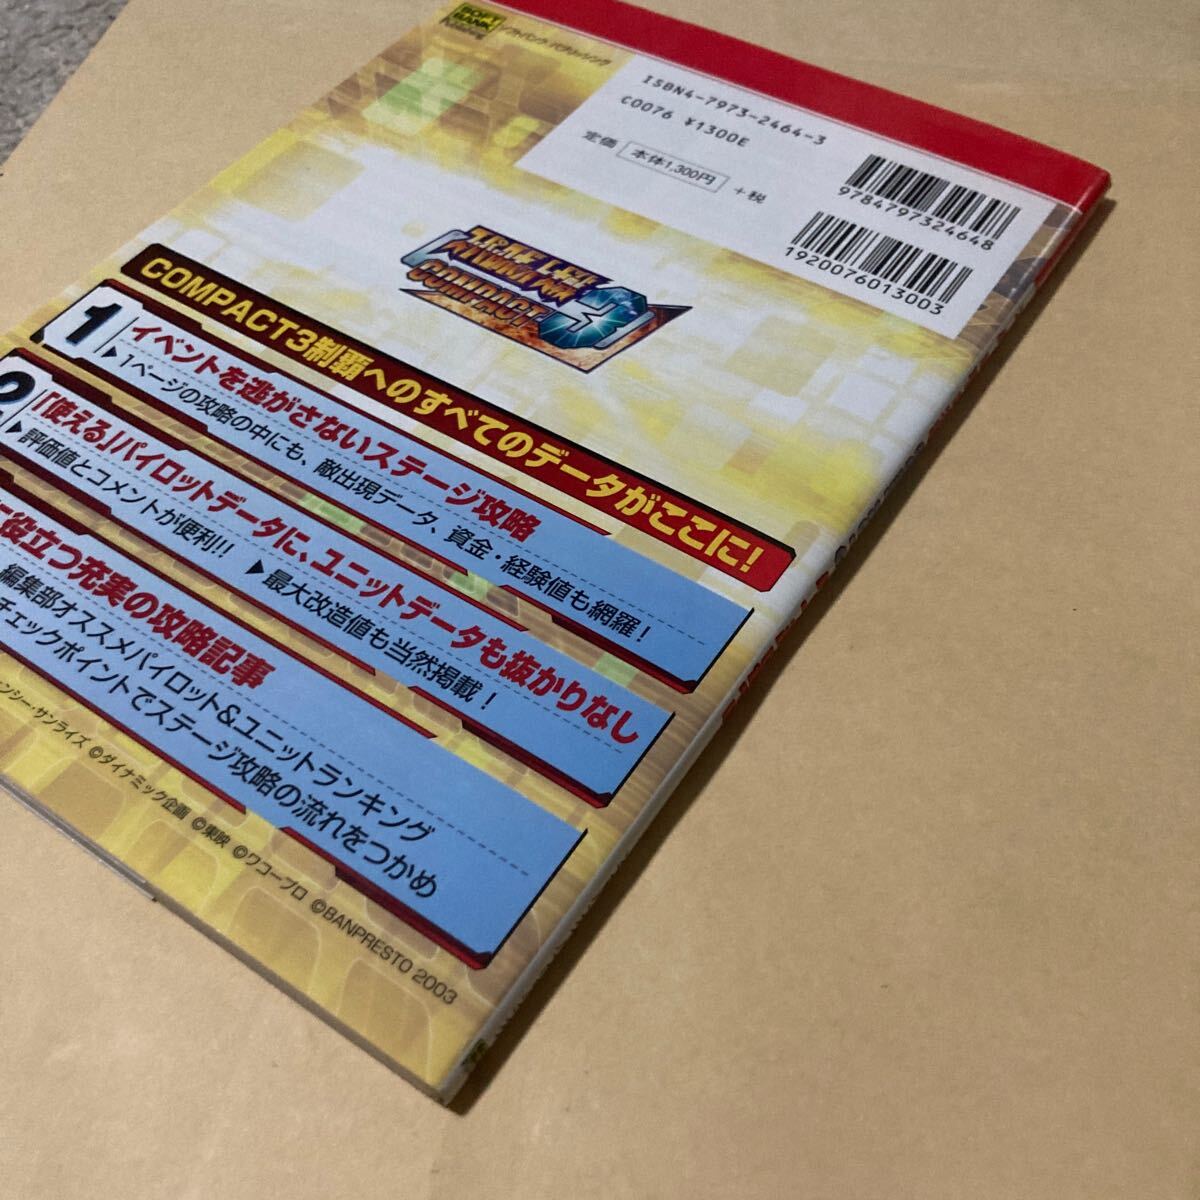 SOFT
BANK
Publishing
ソフトバンク パブリッシング
ISBN4-7973-2464-3
C0076 ¥1300E
定価 本体1,300円 +税
9784797324648
1920076013003
COMPACT 3
COMPACT3制覇へのすべてのデータがここに!
1 イベントを逃がさないステージ攻略
▶1ページの攻略の中にも、敵出現データ、資金・経験値も網羅!
2 「使える」パイロットデータに、ユニットデータも抜かりなし
▶評価値とコメントが便利!! ▶最大改造値も当然掲載!
役立つ充実の攻略記事
編集部オススメパイロット&ユニットランキング
チェックポイントでステージ攻略の流れをつかめ
ェンシー・サンライズ ©ダイナミック企画 ©東映 ©ワコープロ ©BANPRESTO 2003